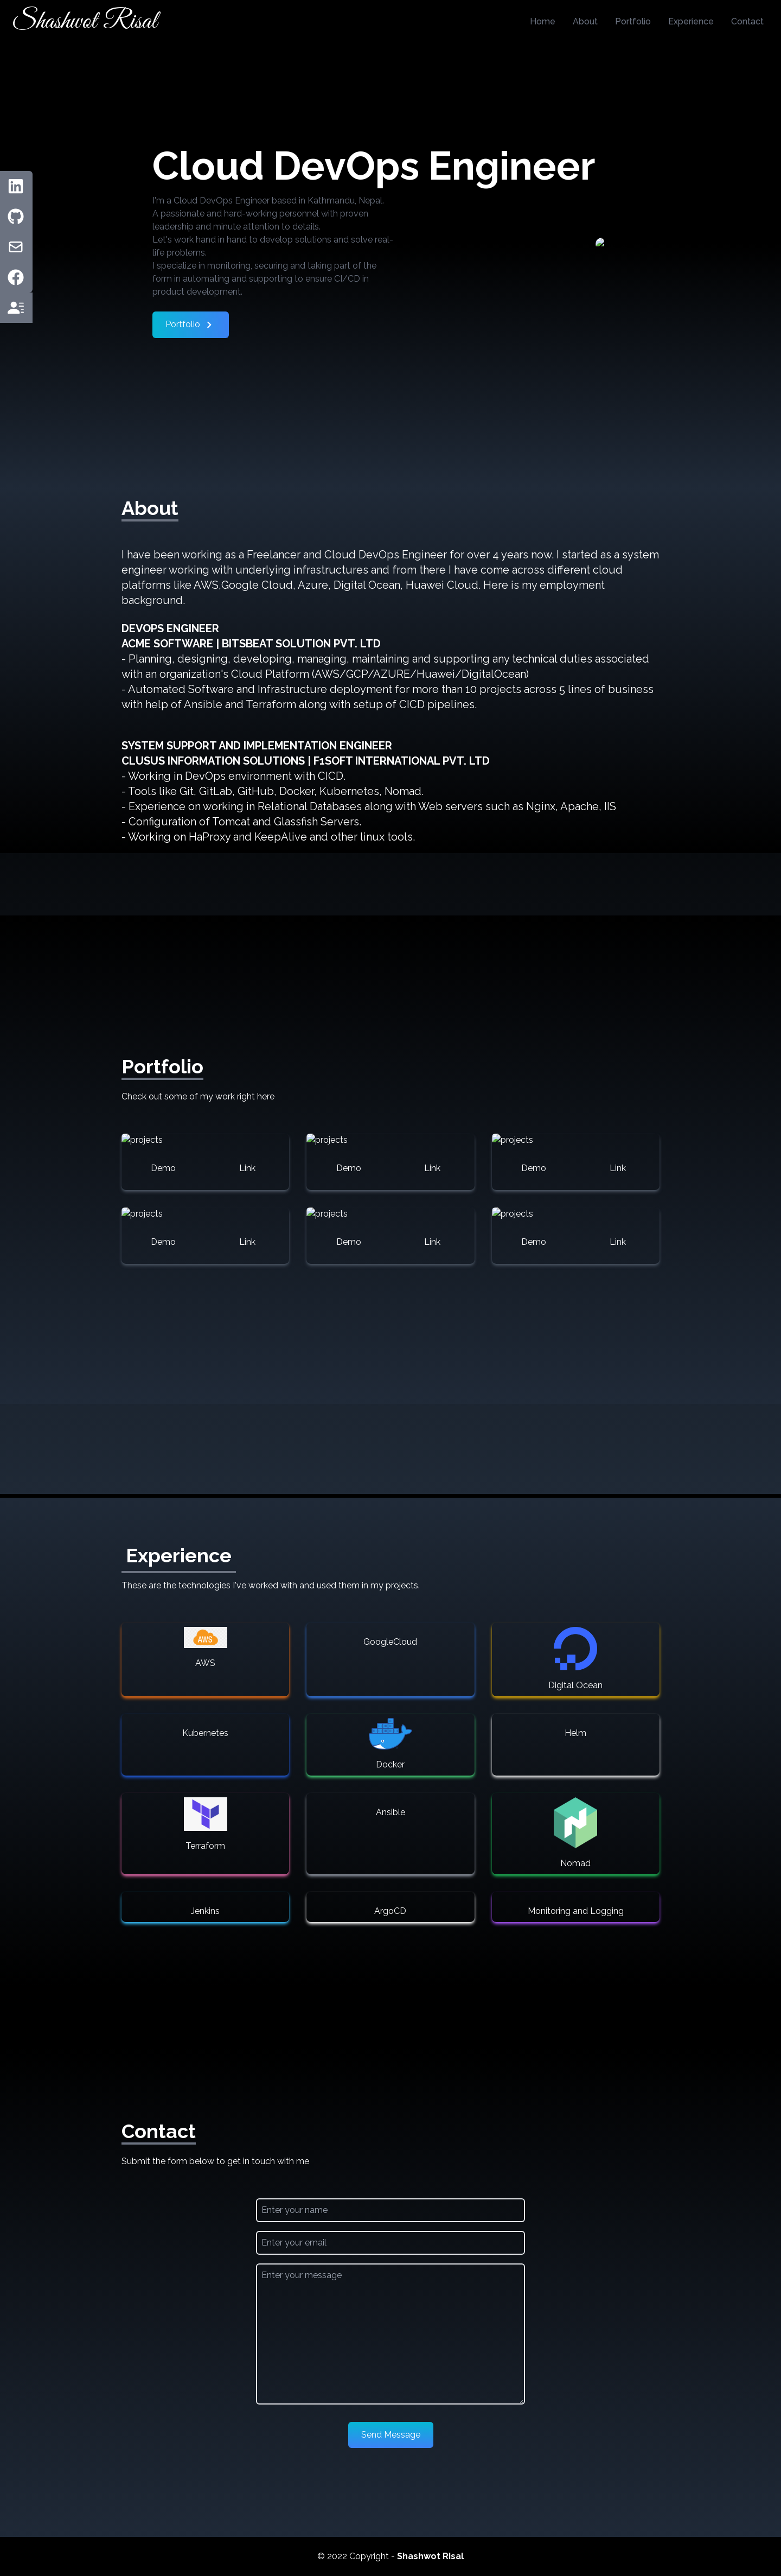 Shashwot Risal
Home
About
Portfolio
Experience
Contact
Cloud DevOps Engineer
I'm a Cloud DevOps Engineer based in Kathmandu, Nepal.
A passionate and hard-working personnel with proven
leadership and minute attention to details.
Let's work hand in hand to develop solutions and solve real-
life problems.
I specialize in monitoring, securing and taking part of the
form in automating and supporting to ensure CI/CD in
product development.
Portfolio
About
I have been working as a Freelancer and Cloud DevOps Engineer for over 4 years now. I started as a system
engineer working with underlying infrastructures and from there I have come across different cloud
platforms like AWS,Google Cloud, Azure, Digital Ocean, Huawei Cloud. Here is my employment
background.
DEVOPS ENGINEER
ACME SOFTWARE | BITSBEAT SOLUTION PVT. LTD
- Planning, designing, developing, managing, maintaining and supporting any technical duties associated
with an organization's Cloud Platform (AWS/GCP/AZURE/Huawei/DigitalOcean)
- Automated Software and Infrastructure deployment for more than 10 projects across 5 lines of business
with help of Ansible and Terraform along with setup of CICD pipelines.
SYSTEM SUPPORT AND IMPLEMENTATION ENGINEER
CLUSUS INFORMATION SOLUTIONS | F1SOFT INTERNATIONAL PVT. LTD
- Working in DevOps environment with CICD.
- Tools like Git, GitLab, GitHub, Docker, Kubernetes, Nomad.
- Experience on working in Relational Databases along with Web servers such as Nginx, Apache, IIS
- Configuration of Tomcat and Glassfish Servers.
- Working on HaProxy and KeepAlive and other linux tools.
Portfolio
Check out some of my work right here
projects
projects
projects
Demo
Link
Demo
Link
Demo
Link
projects
projects
projects
Demo
Link
Demo
Link
Demo
Link
Experience
These are the technologies I've worked with and used them in my projects.
AWS
AWS
GoogleCloud
Digital Ocean
Kubernetes
Docker
Helm
Terraform
Ansible
Nomad
Jenkins
ArgoCD
Monitoring and Logging
Contact
Submit the form below to get in touch with me
Enter your name
Enter your email
Enter your message
Send Message
© 2022 Copyright - Shashwot Risal